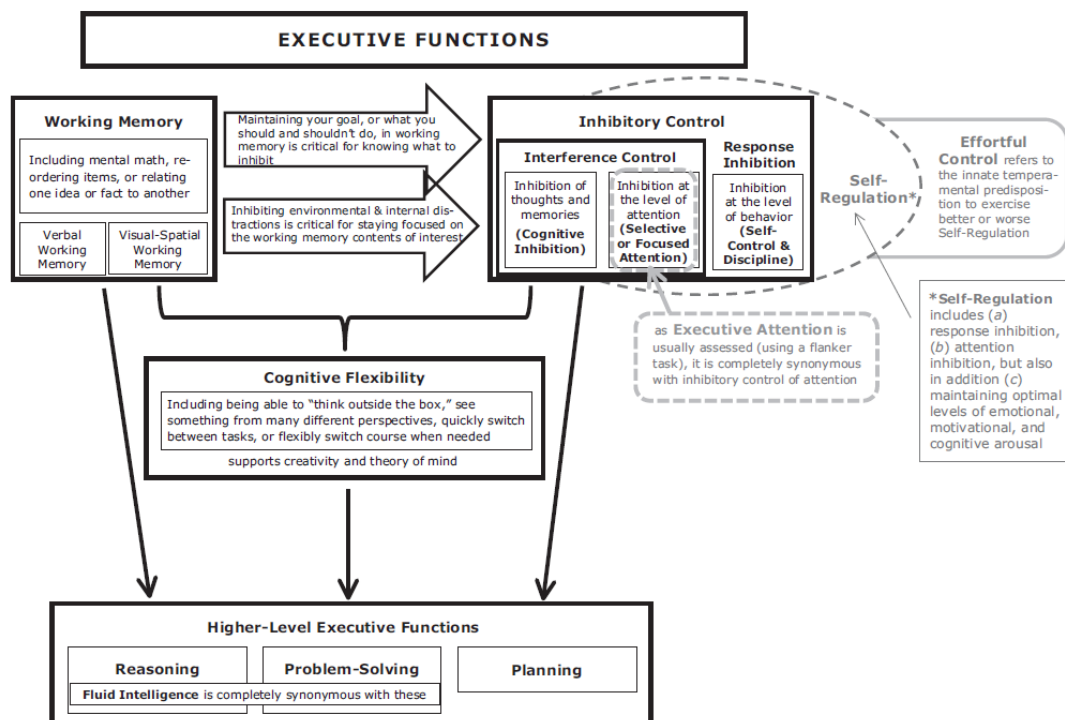 EXECUTIVE FUNCTIONS
Working Memory
Including mental math, re-
ordering items, or relating
one idea or fact to another
Verbal
Working
Memory
Visual-Spatial
Working
Memory
Maintaining your goal, or what you
should and shouldn't do, in working
memory is critical for knowing what to
inhibit
Inhibiting environmental & internal dis-
tractions is critical for staying focused
on the working memory contents of interest
Inhibitory Control
Interference Control
Inhibition of
thoughts and
memories
(Cognitive
Inhibition)
Inhibition at
the level of
attention
(Selective
or Focused
Attention)
Response
Inhibition
Inhibition
at the level
of behavior
(Self-
Control &
Discipline)
Self-
Regulation*
Effortful
Control refers to
the innate tempera-
mental predisposi-
tion to exercise
better or worse
Self-Regulation
*Self-Regulation
includes (a)
response inhibition,
(b) attention
inhibition, but also
in addition (c)
maintaining optimal
levels of emotional,
motivational, and
cognitive arousal
as Executive Attention is
usually assessed (using a flanker
task), it is completely synonymous
with inhibitory control of attention
Cognitive Flexibility
Including being able to “think outside the box,” see
something from many different perspectives, quickly switch
between tasks, or flexibly switch course when needed
supports creativity and theory of mind
Higher-Level Executive Functions
Reasoning
Problem-Solving
Planning
Fluid Intelligence is completely synonymous with these